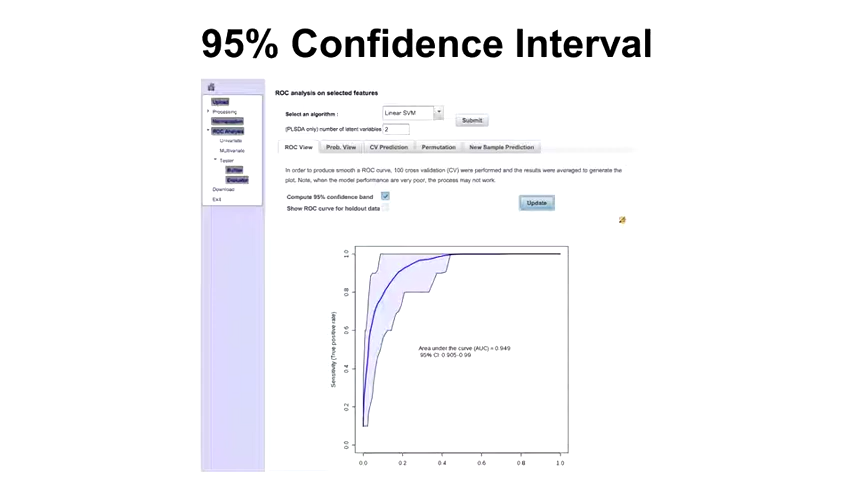 95% Confidence Interval
ROC analysis on selected features
Upload
Processing
Normalization
ROC Analysis
Univariate
Multivariate
Tester
Builder
Evaluator
Download
Exit
Select an algorithm :
Linear SVM
Submit
(PLSDA only) number of latent variables
2
ROC View
Prob. View
CV Prediction
Permutation
New Sample Prediction
In order to produce smooth a ROC curve, 100 cross validation (CV) were performed and the results were averaged to generate the
plot. Note, when the model performance are very poor, the process may not work.
Compute 95% confidence band
Show ROC curve for holdout data
Update
Sensitivity (True positive rate)
1.0
0.8
0.6
0.4
0.2
0.0
Area under the curve (AUC) = 0.949
95% CI: 0.905-0.99
0.0 0.2 0.4 0.6 0.8 1.0